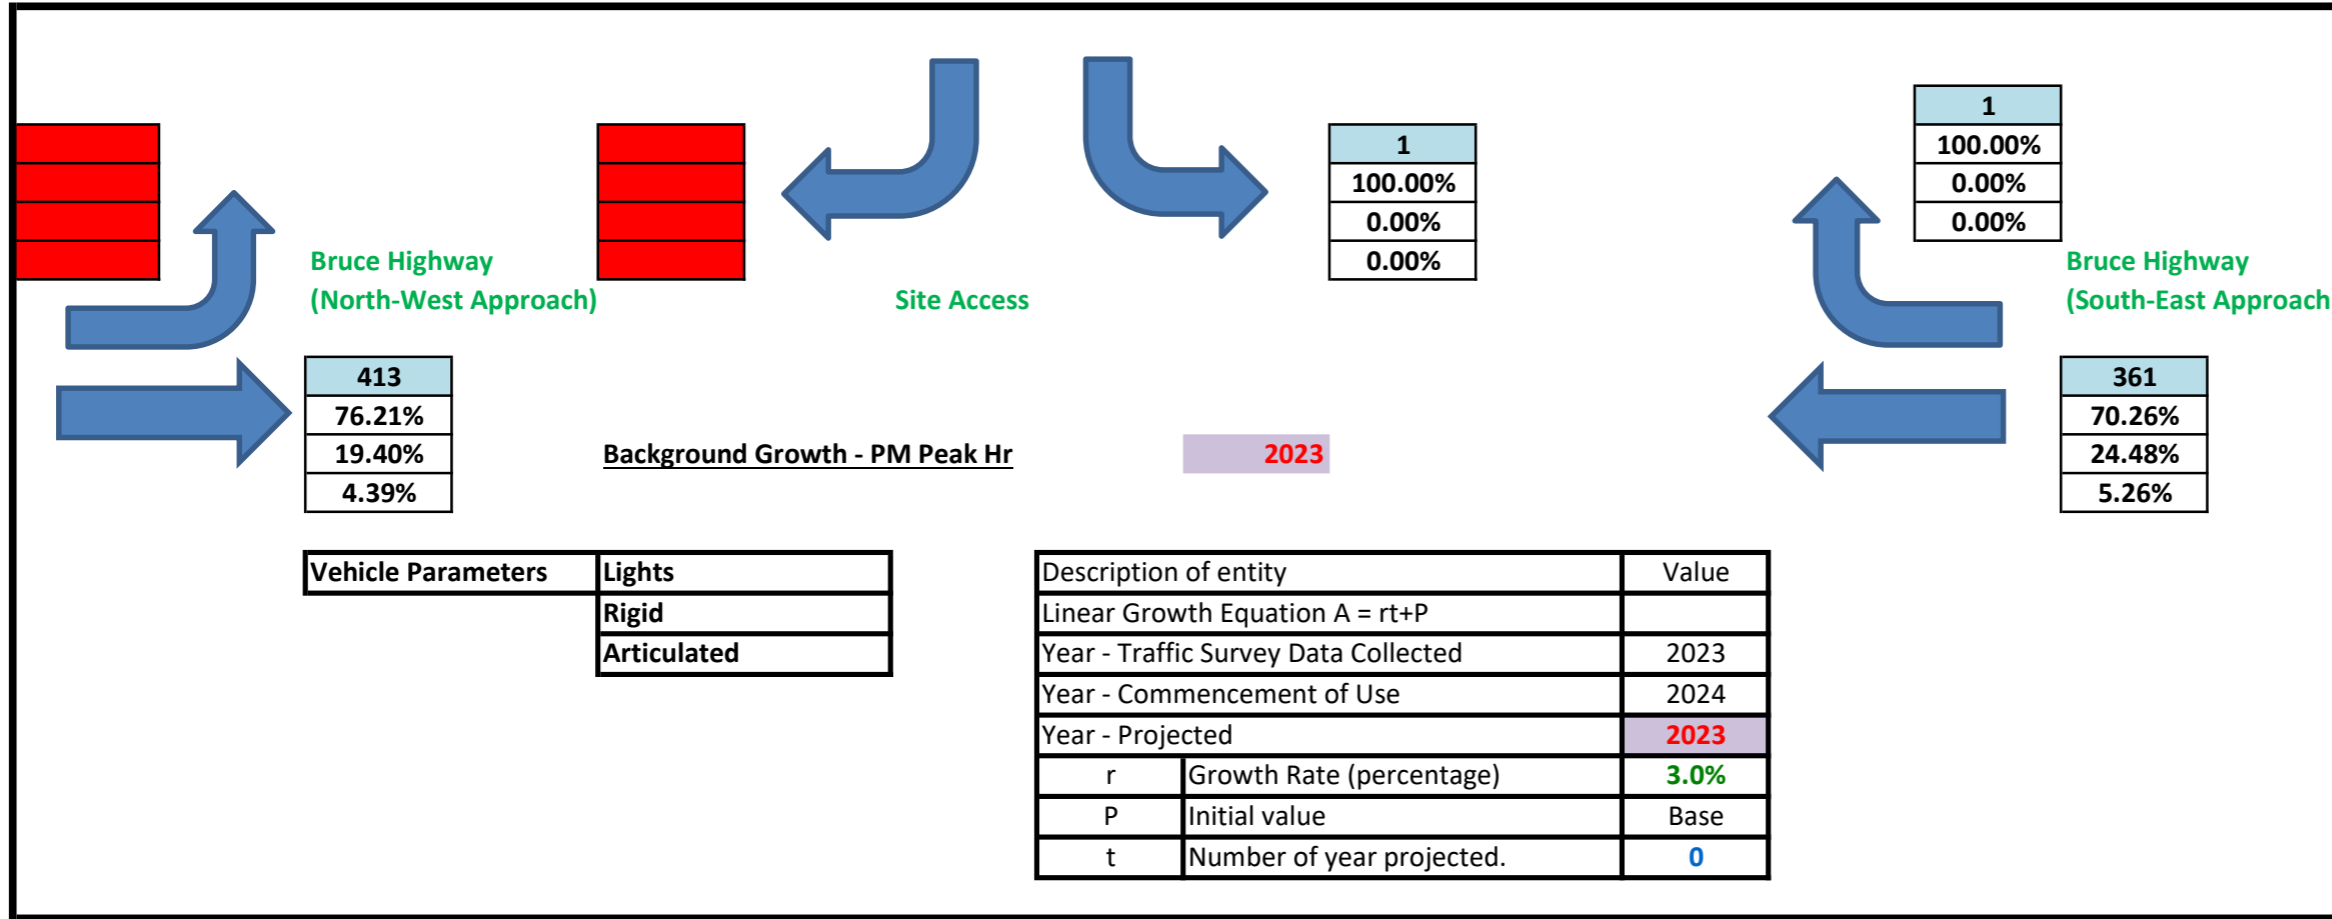 1
100.00%
0.00%
0.00%
1
100.00%
0.00%
0.00%
Bruce Highway
(North-West Approach)
Site Access
Bruce Highway
(South-East Approach
413
76.21%
19.40%
4.39%
361
70.26%
24.48%
5.26%
Background Growth - PM Peak Hr 2023
Vehicle Parameters Lights
Rigid
Articulated
Description of entity Value
Linear Growth Equation A = rt+P
Year - Traffic Survey Data Collected 2023
Year - Commencement of Use 2024
Year - Projected 2023
r Growth Rate (percentage) 3.0%
P Initial value Base
t Number of year projected. 0